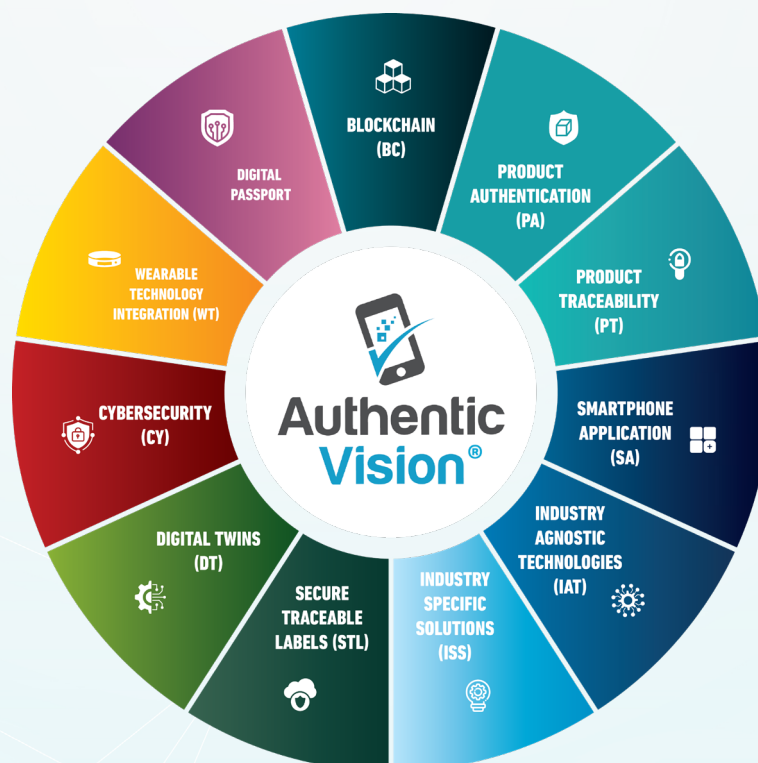 BLOCKCHAIN
(BC)
PRODUCT
AUTHENTICATION
(PA)
PRODUCT
TRACEABILITY
(PT)
SMARTPHONE
APPLICATION
(SA)
INDUSTRY
AGNOSTIC
TECHNOLOGIES
(IAT)
INDUSTRY
SPECIFIC
SOLUTIONS
(ISS)
SECURE
TRACEABLE
LABELS (STL)
DIGITAL TWINS
(DT)
CYBERSECURITY
(CY)
WEARABLE
TECHNOLOGY
INTEGRATION (WT)
DIGITAL
PASSPORT
Authentic
Vision®